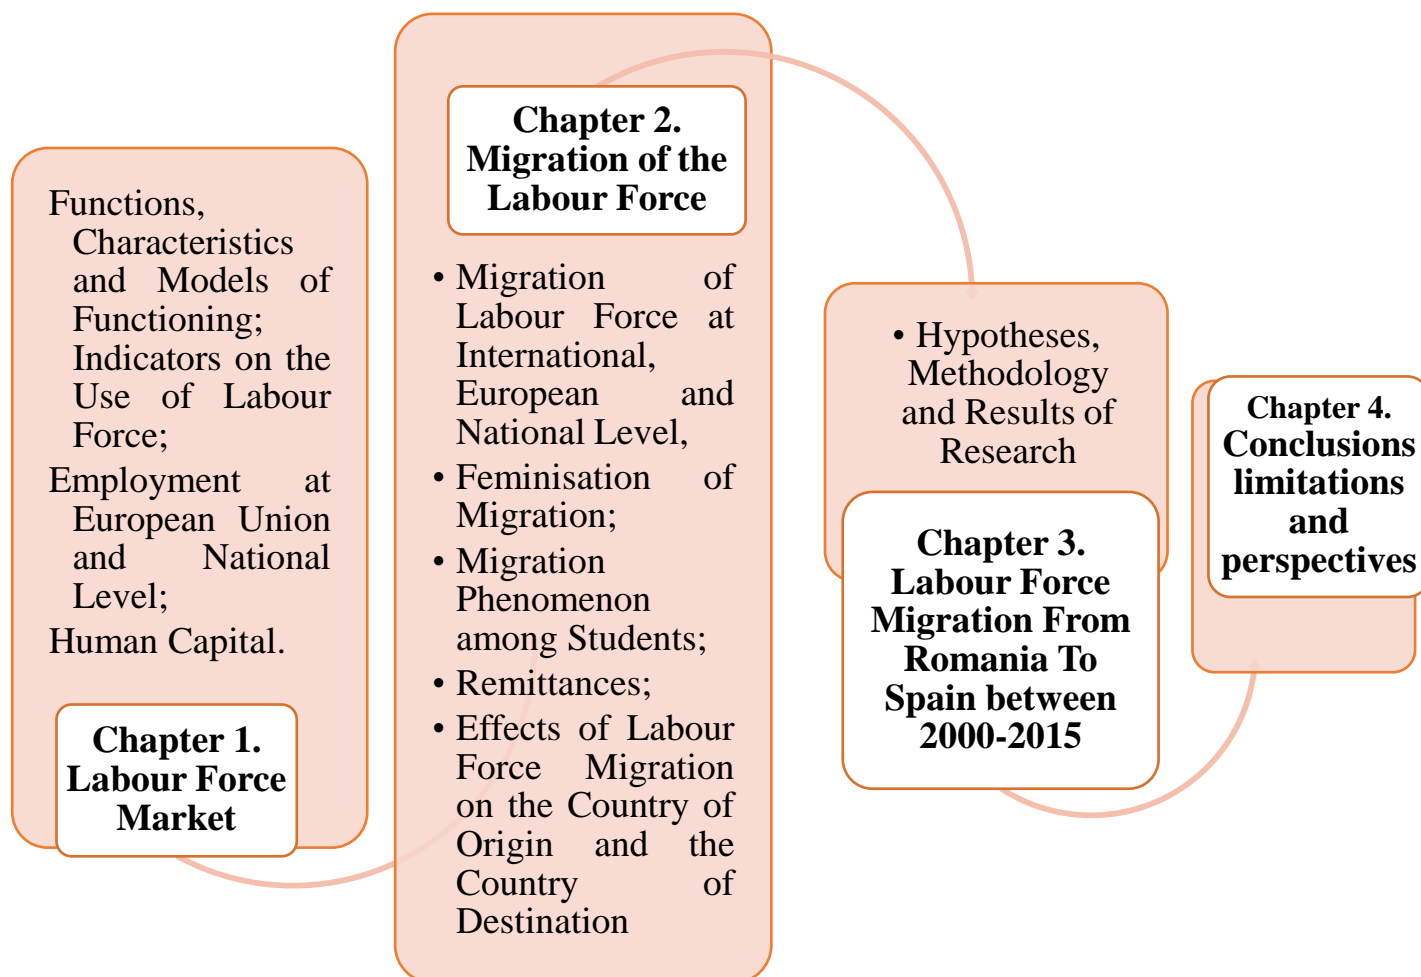 Functions,
Characteristics
and Models of
Functioning;
Indicators on the
Use of Labour
Force;
Employment at
European Union
and National
Level;
Human Capital.
Chapter 1.
Labour Force
Market
Chapter 2.
Migration of the
Labour Force
• Migration of
Labour Force at
International,
European and
National Level,
• Feminisation of
Migration;
• Migration
Phenomenon
among Students;
• Remittances;
• Effects of Labour
Force Migration
on the Country of
Origin and the
Country of
Destination
• Hypotheses,
Methodology
and Results of
Research
Chapter 3.
Labour Force
Migration From
Romania To
Spain between
2000-2015
Chapter 4.
Conclusions
limitations
and
perspectives